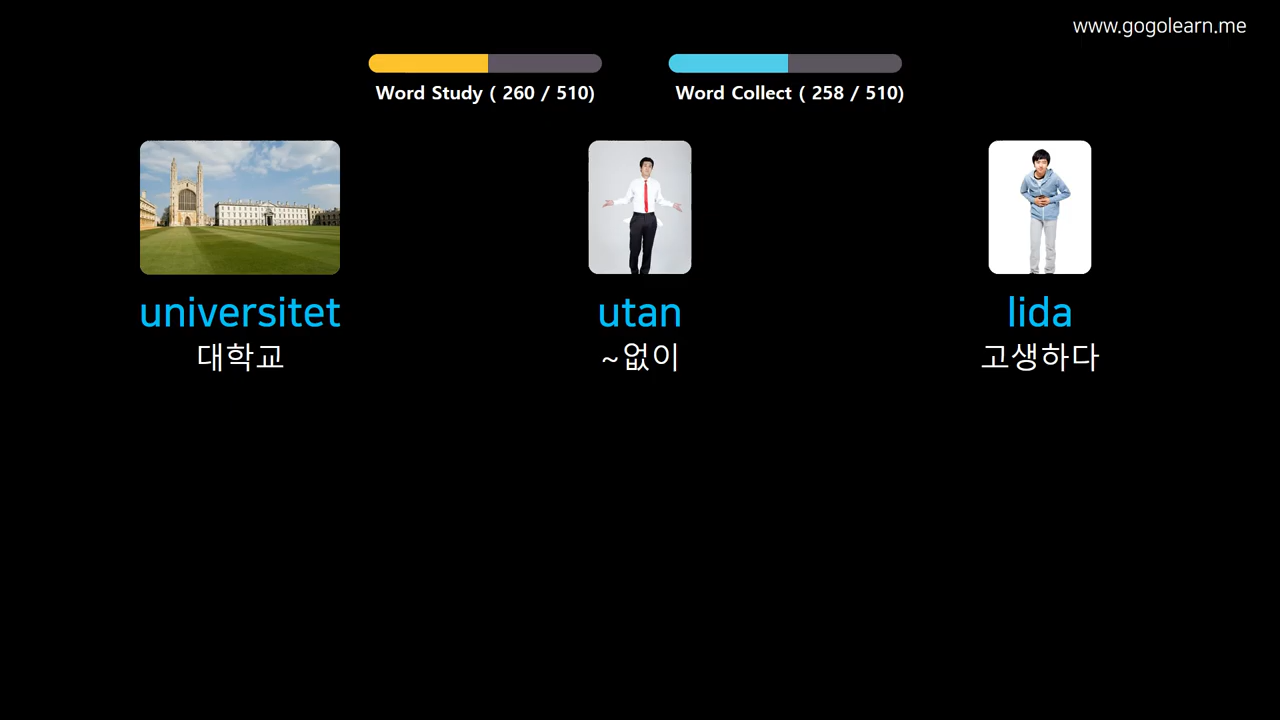 www.gogolearn.me
Word Study ( 260 / 510)
Word Collect ( 258 / 510)
universitet
utan
lida
대학교
~없이
고생하다